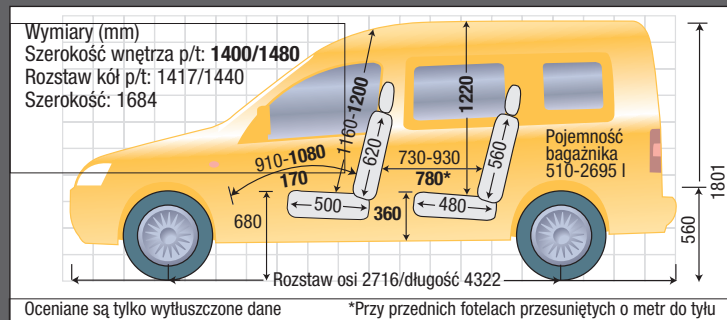 Wymiary (mm)
Szerokość wnętrza p/t: 1400/1480
Rozstaw kół p/t: 1417/1440
Szerokość: 1684
1160-1200
1220
910-1080
170
620
730-930
780*
560
Pojemność
bagażnika
510-2695 l
1801
680
500
360
480
560
Rozstaw osi 2716/długość 4322
Oceniane są tylko wytłuszczone dane
*Przy przednich fotelach przesuniętych o metr do tyłu